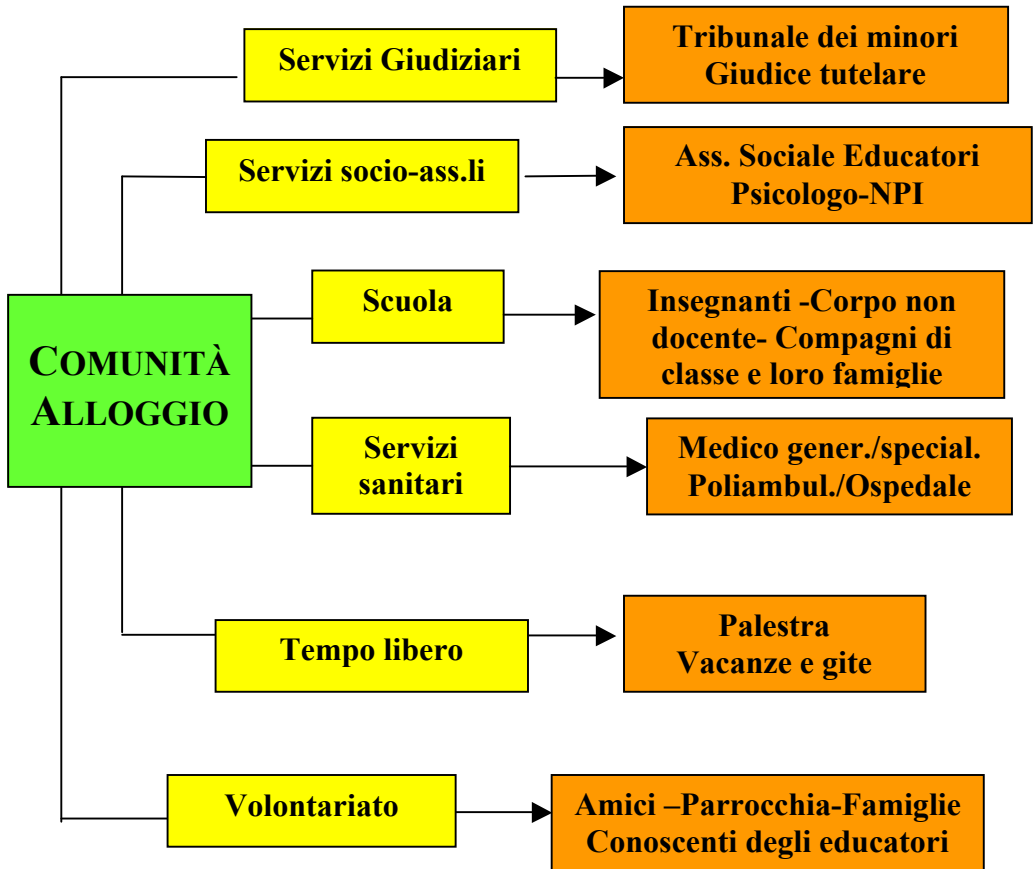 Servizi Giudiziari
Tribunale dei minori
Giudice tutelare
Servizi socio-ass.li
Ass. Sociale Educatori
Psicologo-NPI
Scuola
Insegnanti -Corpo non
docente- Compagni di
classe e loro famiglie
COMUNITÀ
ALLOGGIO
Servizi
sanitari
Medico gener./special.
Poliambul./Ospedale
Tempo libero
Palestra
Vacanze e gite
Volontariato
Amici –Parrocchia-Famiglie
Conoscenti degli educatori